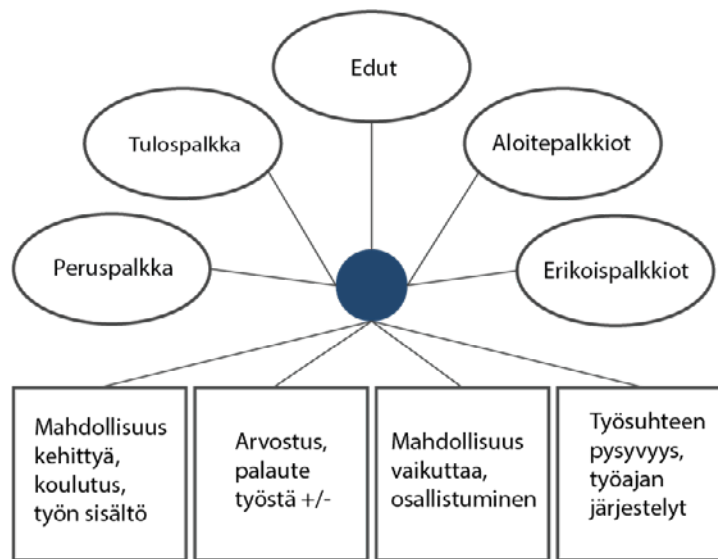 Edut
Tulospalkka
Aloitepalkkiot
Peruspalkka
Erikoispalkkiot
Mahdollisuus
kehittyä,
koulutus,
työn sisältö
Arvostus,
palaute
työstä +/-
Mahdollisuus
vaikuttaa,
osallistuminen
Työsuhteen
pysyvyys,
työajan
järjestelyt